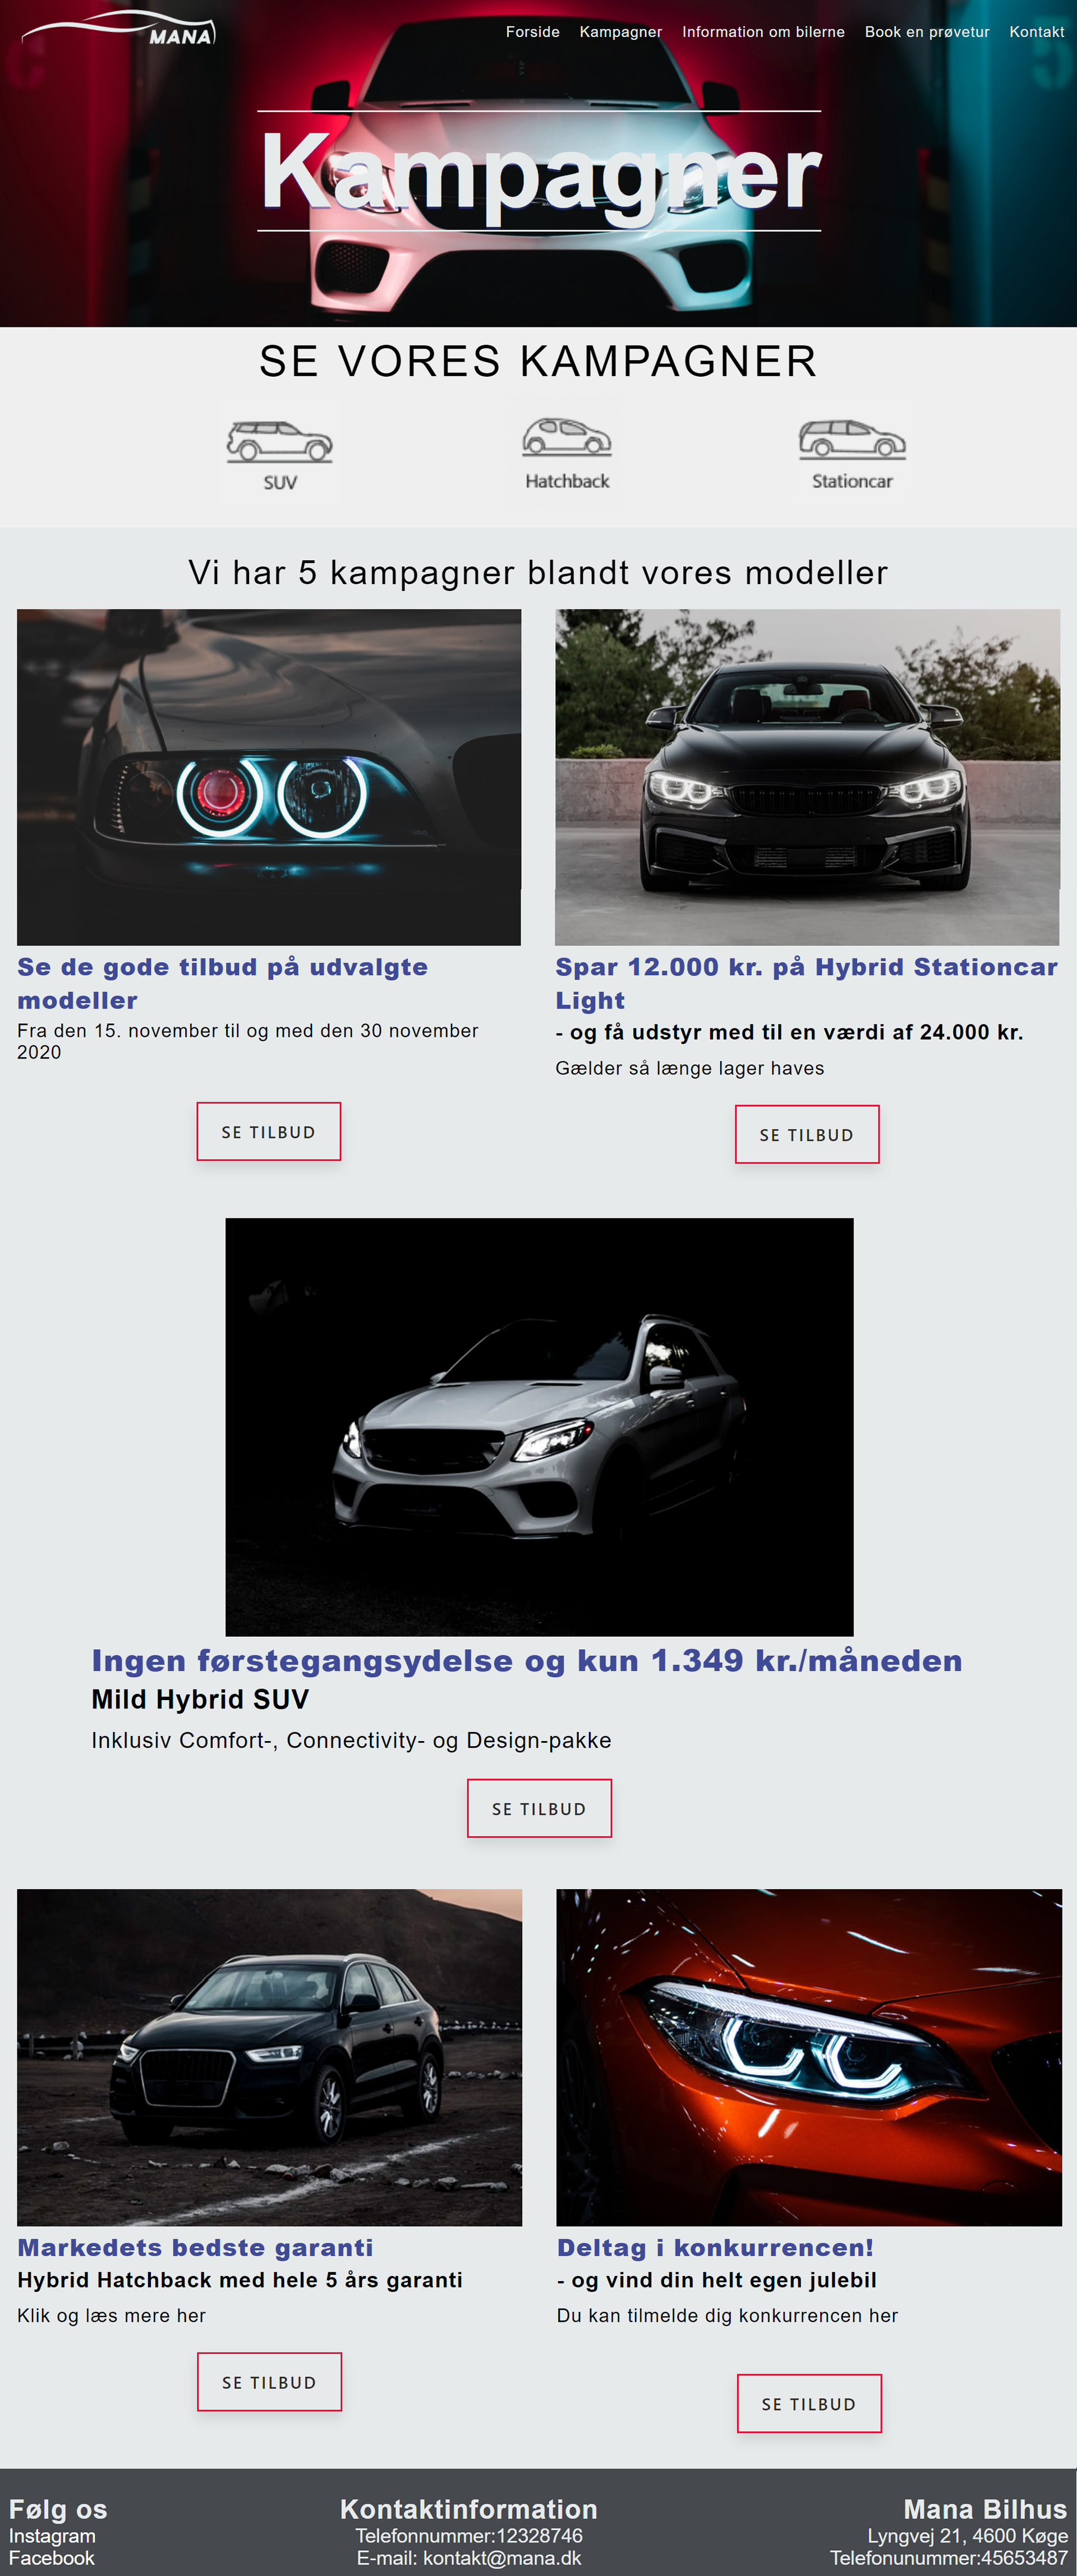 MANA
Forside Kampagner Information om bilerne Book en prøvetur Kontakt
Kampagner
SE VORES KAMPAGNER
SUV
Hatchback
Stationcar
Vi har 5 kampagner blandt vores modeller
Se de gode tilbud på udvalgte
modeller
Fra den 15. november til og med den 30 november
2020
SE TILBUD
Spar 12.000 kr. på Hybrid Stationcar
Light
- og få udstyr med til en værdi af 24.000 kr.
Gælder så længe lager haves
SE TILBUD
Ingen førstegangsydelse og kun 1.349 kr./måneden
Mild Hybrid SUV
Inklusiv Comfort-, Connectivity- og Design-pakke
SE TILBUD
Markedets bedste garanti
Hybrid Hatchback med hele 5 års garanti
Klik og læs mere her
SE TILBUD
Deltag i konkurrencen!
- og vind din helt egen julebil
Du kan tilmelde dig konkurrencen her
SE TILBUD
Følg os
Instagram
Facebook
Kontaktinformation
Telefonnummer:12328746
E-mail: kontakt@mana.dk
Mana Bilhus
Lyngvej 21, 4600 Køge
Telefonunummer:45653487